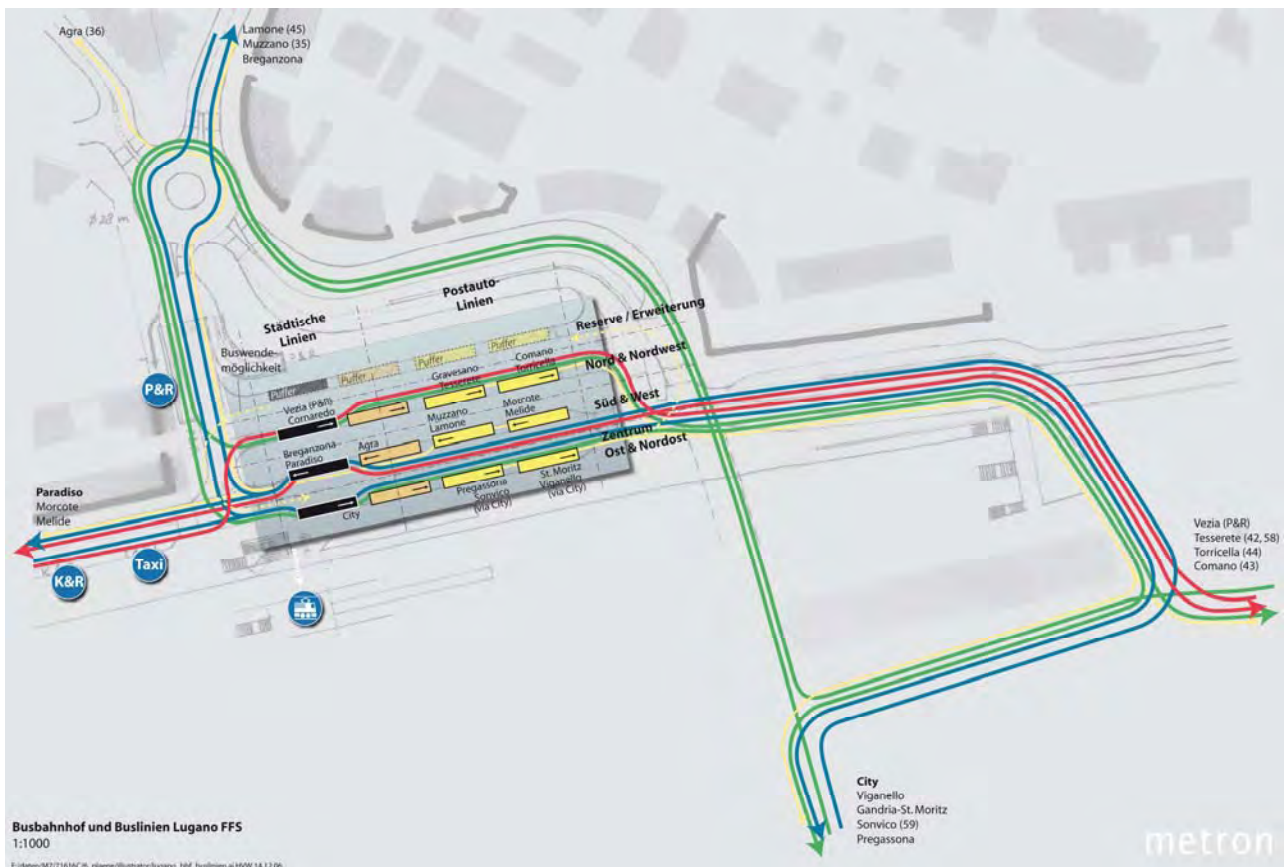 Agra (36)
Lamone (45)
Muzzano (35)
Breganzona
ø 28 m
Städtische
Linien
Postauto-
Linien
Reserve / Erweiterung
Buswende-
möglichkeit
Puffer
Puffer
Puffer
Puffer
Nord & Nordwest
Vezia (P&R)
Cornaredo
Gravesano
Tesserete
Comano
Torricella
Süd & West
Breganzona
Paradiso
Agra
Muzzano
Lamone
Morcote
Melide
Zentrum
Ost & Nordost
City
Pregassona
Sonvico
(via City)
St. Moritz
Viganello
(via City)
P&R
Paradiso
Morcote
Melide
K&R
Taxi
Vezia (P&R)
Tesserete (42, 58)
Torricella (44)
Comano (43)
City
Viganello
Gandria-St. Moritz
Sonvico (59)
Pregassona
Busbahnhof und Buslinien Lugano FFS
1:1000
metron